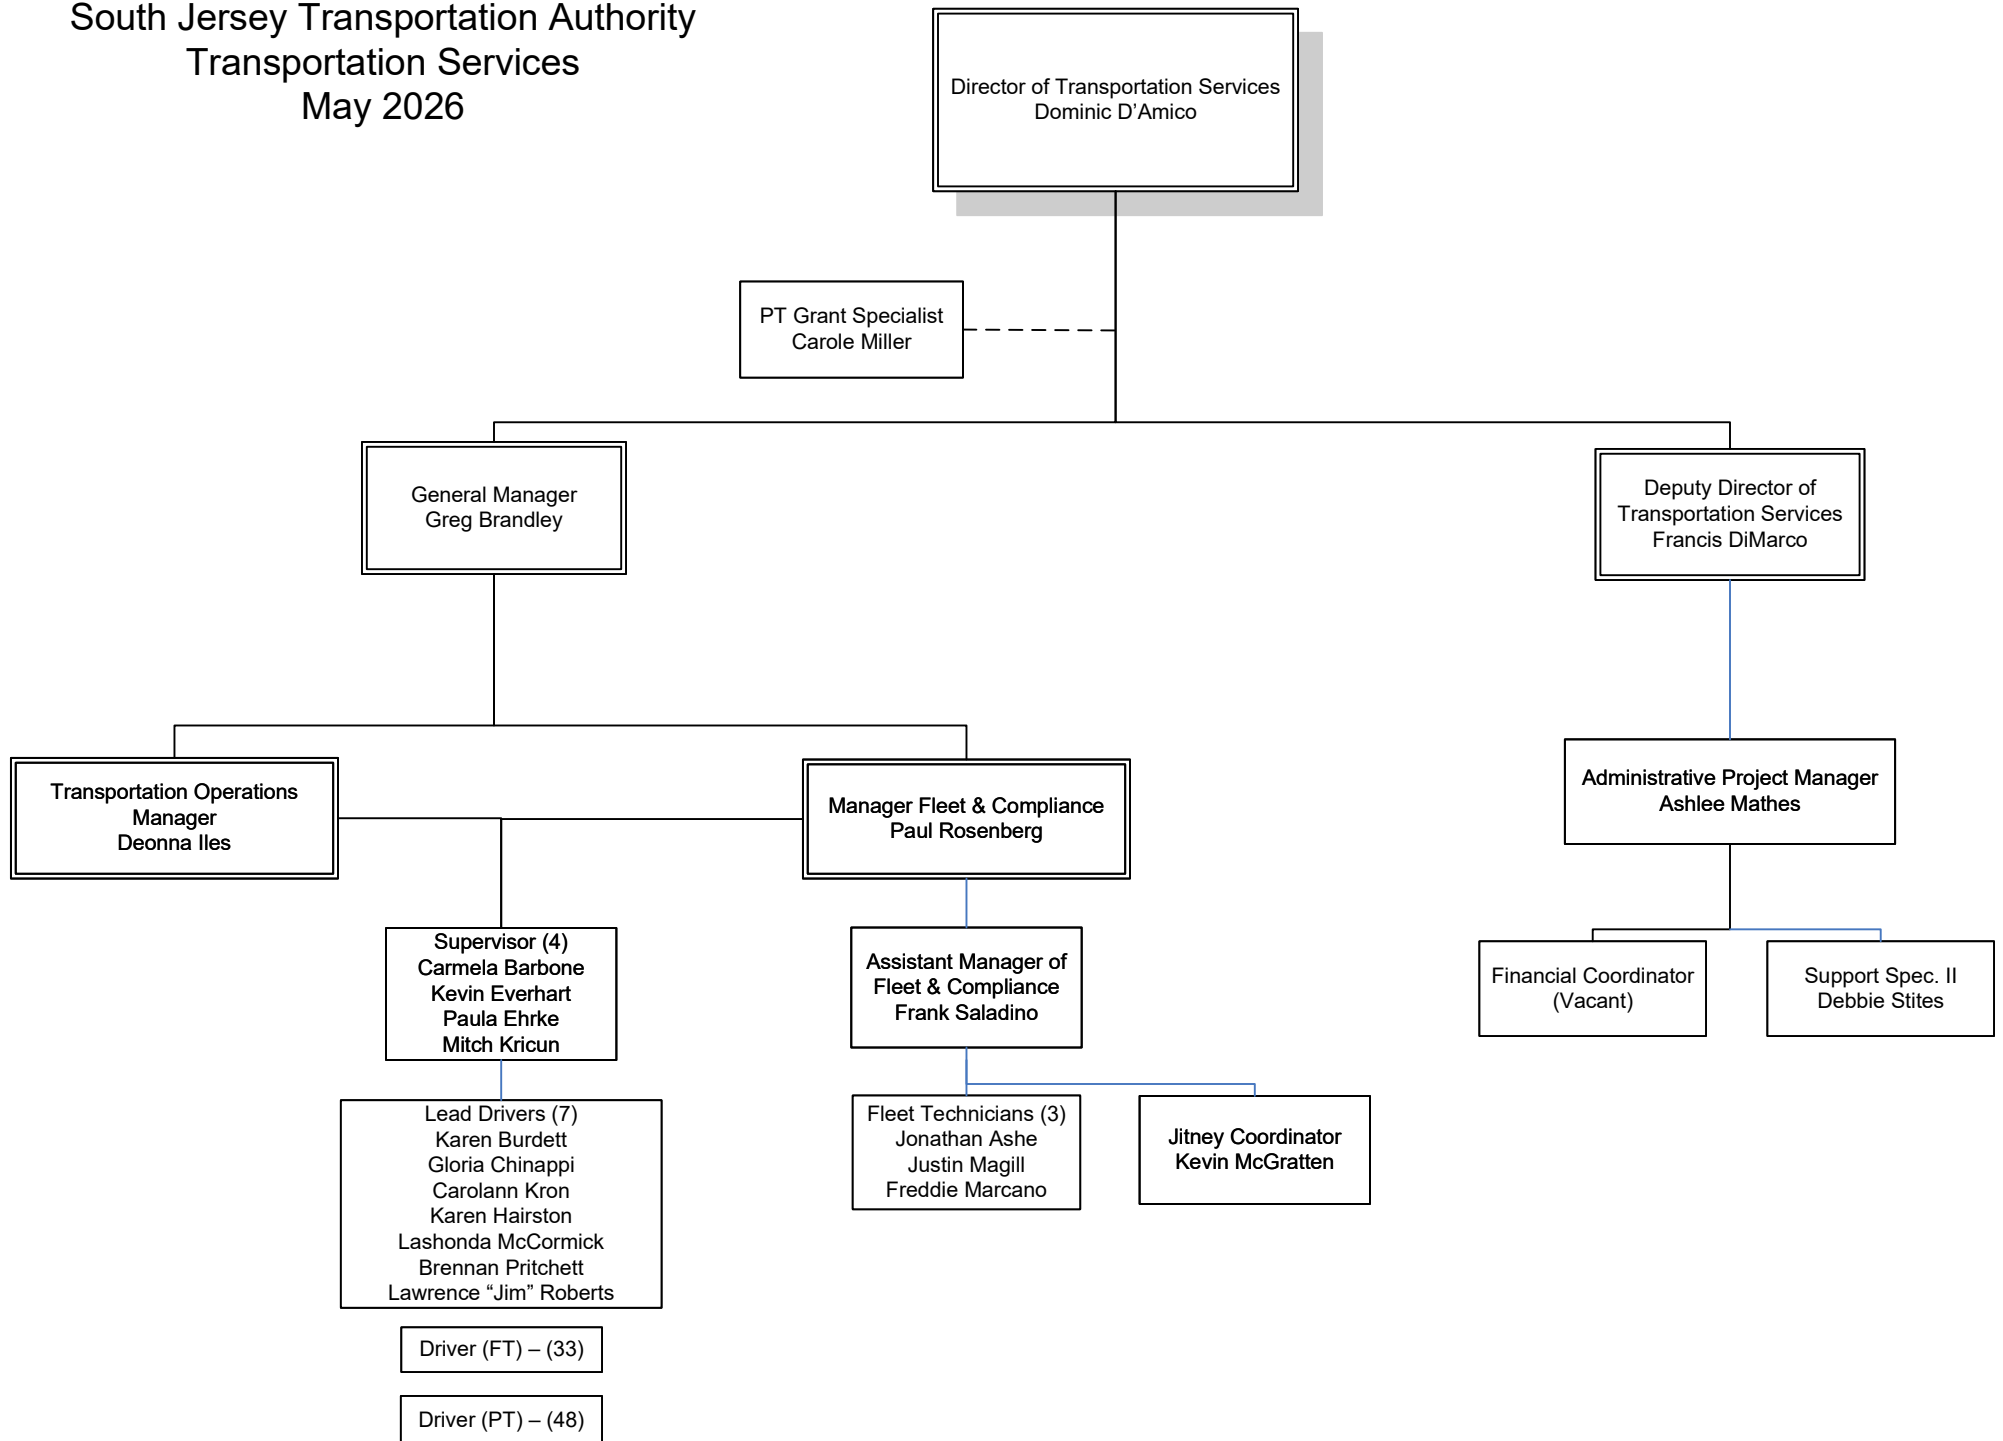 South Jersey Transportation Authority
Transportation Services
May 2026
Director of Transportation Services
Dominic D’Amico
PT Grant Specialist
Carole Miller
General Manager
Greg Brandley
Deputy Director of
Transportation Services
Francis DiMarco
Transportation Operations
Manager
Deonna Iles
Manager Fleet & Compliance
Paul Rosenberg
Administrative Project Manager
Ashlee Mathes
Supervisor (4)
Carmela Barbone
Kevin Everhart
Paula Ehrke
Mitch Kricun
Assistant Manager of
Fleet & Compliance
Frank Saladino
Financial Coordinator
(Vacant)
Support Spec. II
Debbie Stites
Lead Drivers (7)
Karen Burdett
Gloria Chinappi
Carolann Kron
Karen Hairston
Lashonda McCormick
Brennan Pritchett
Lawrence “Jim” Roberts
Fleet Technicians (3)
Jonathan Ashe
Justin Magill
Freddie Marcano
Jitney Coordinator
Kevin McGratten
Driver (FT) – (33)
Driver (PT) – (48)